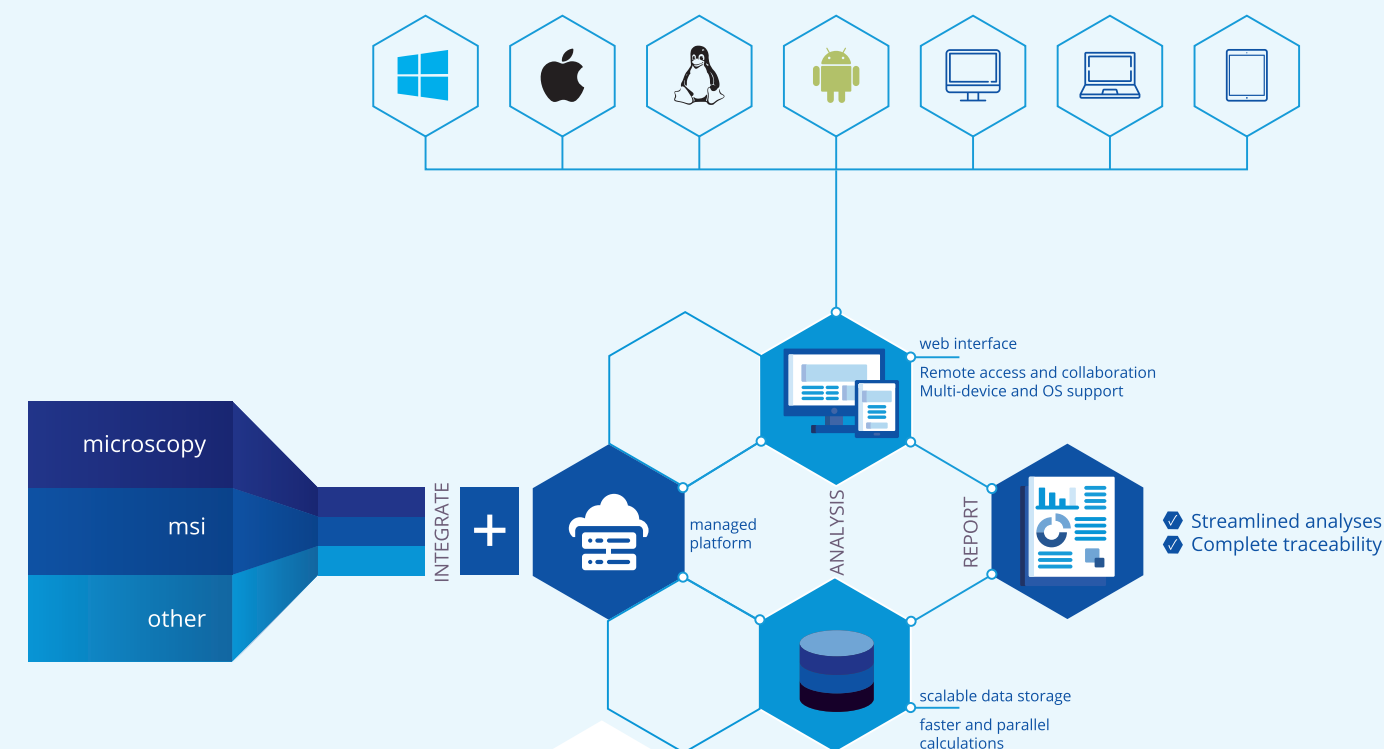 web interface
Remote access and collaboration
Multi-device and OS support
microscopy
msi
other
INTEGRATE
+
managed
platform
ANALYSIS
REPORT
Streamlined analyses
Complete traceability
scalable data storage
faster and parallel
calculations